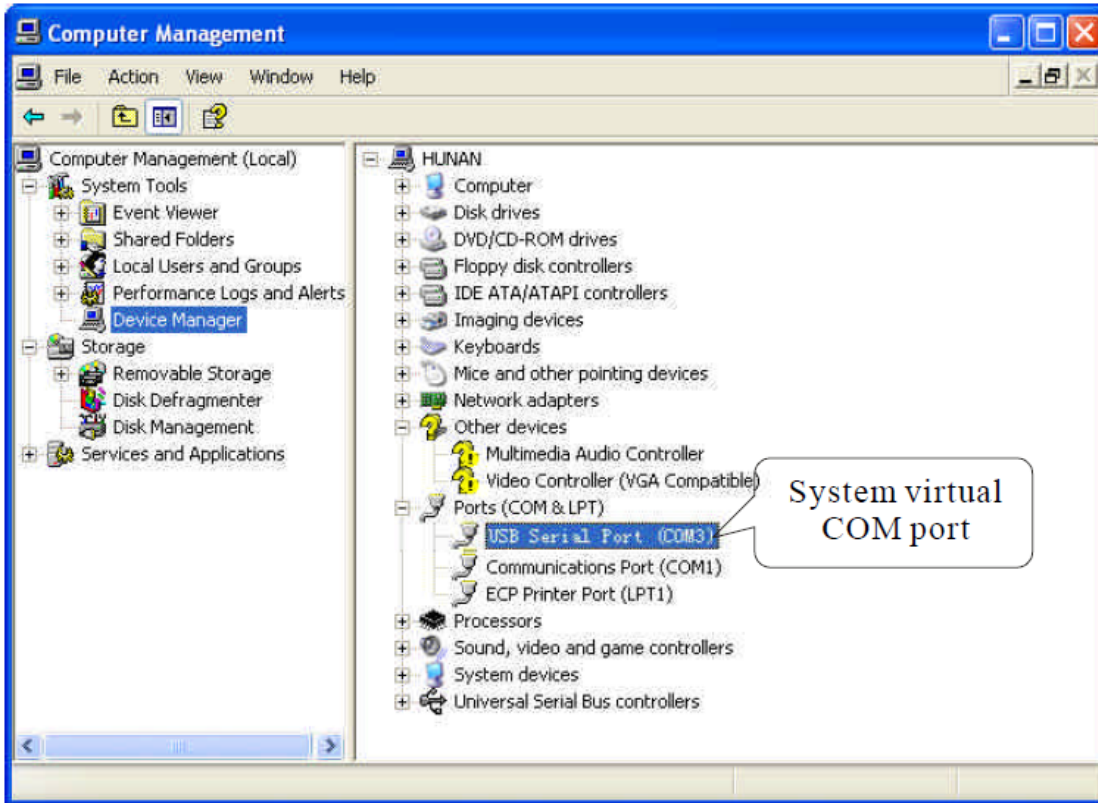 Computer Management
File Action View Window Help
Computer Management (Local)
System Tools
Event Viewer
Shared Folders
Local Users and Groups
Performance Logs and Alerts
Device Manager
Storage
Removable Storage
Disk Defragmenter
Disk Management
Services and Applications
HUNAN
Computer
Disk drives
DVD/CD-ROM drives
Floppy disk controllers
IDE ATA/ATAPI controllers
Imaging devices
Keyboards
Mice and other pointing devices
Network adapters
Other devices
Multimedia Audio Controller
Video Controller (VGA Compatible)
Ports (COM & LPT)
USB Serial Port (COM3)
Communications Port (COM1)
ECP Printer Port (LPT1)
Processors
Sound, video and game controllers
System devices
Universal Serial Bus controllers
System virtual
COM port